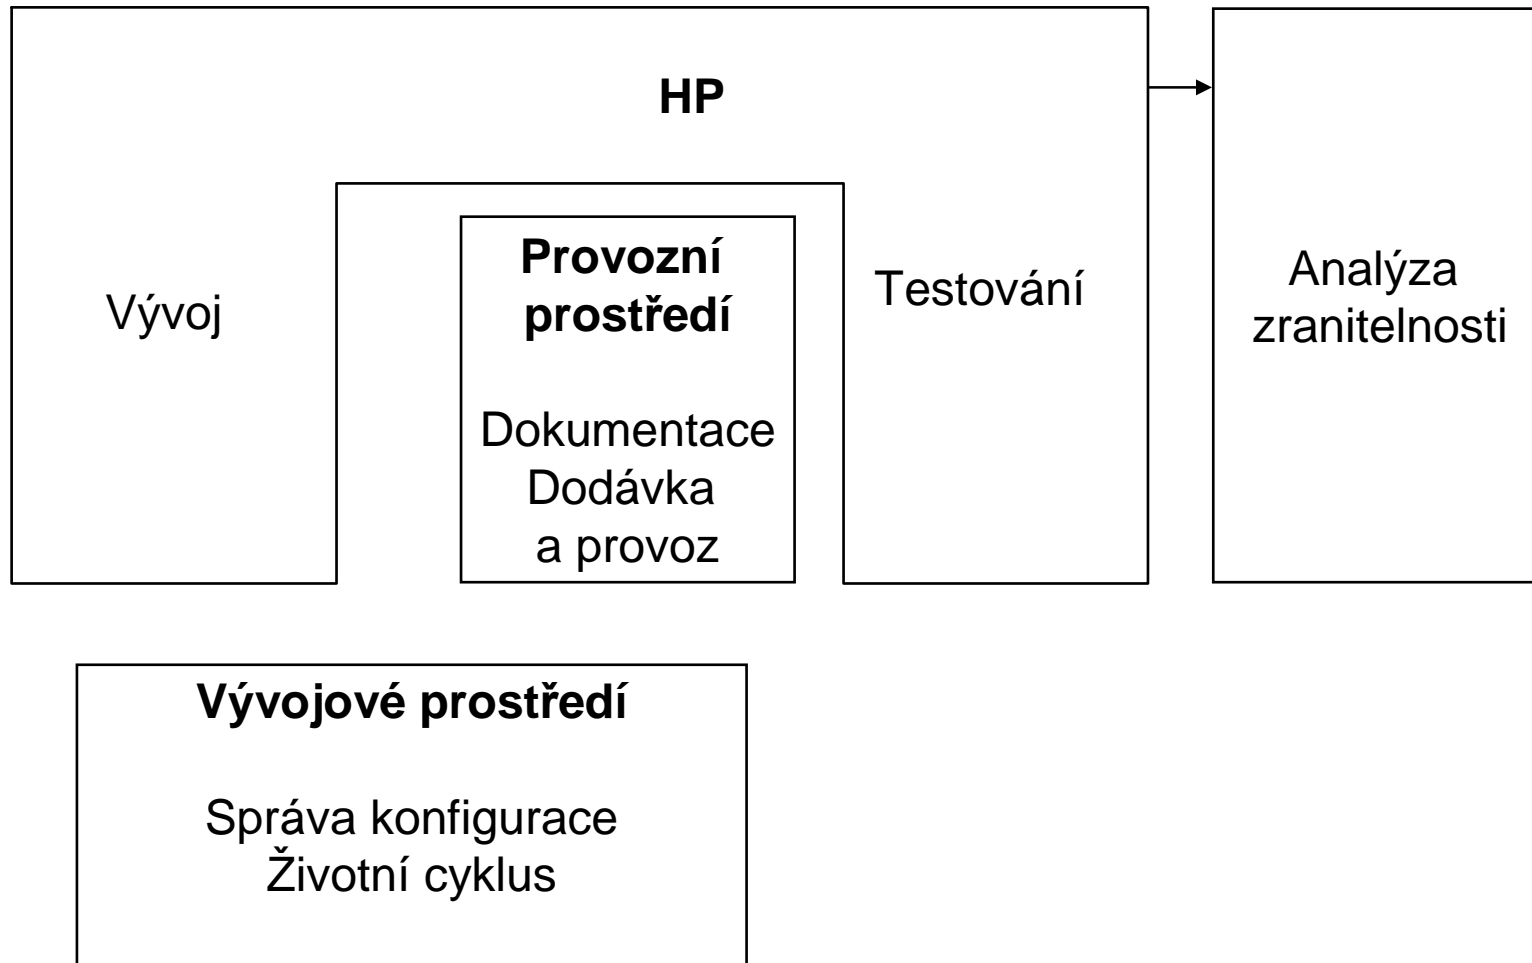 HP
Vývoj
Provozní
prostředí
Dokumentace
Dodávka
a provoz
Testování
Analýza
zranitelnosti
Vývojové prostředí
Správa konfigurace
Životní cyklus